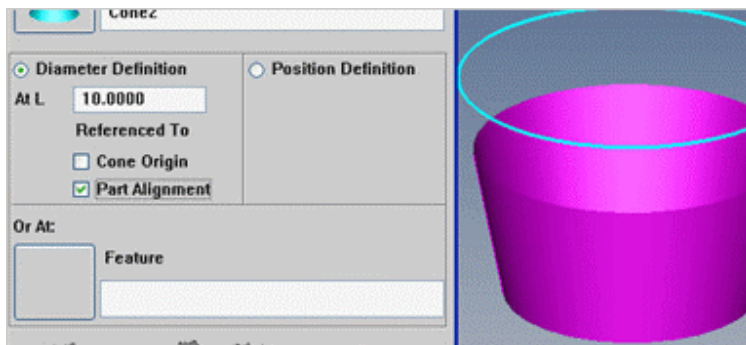 Cone2
Diameter Definition
Position Definition
At L 10.0000
Referenced To
Cone Origin
Part Alignment
Or At:
Feature